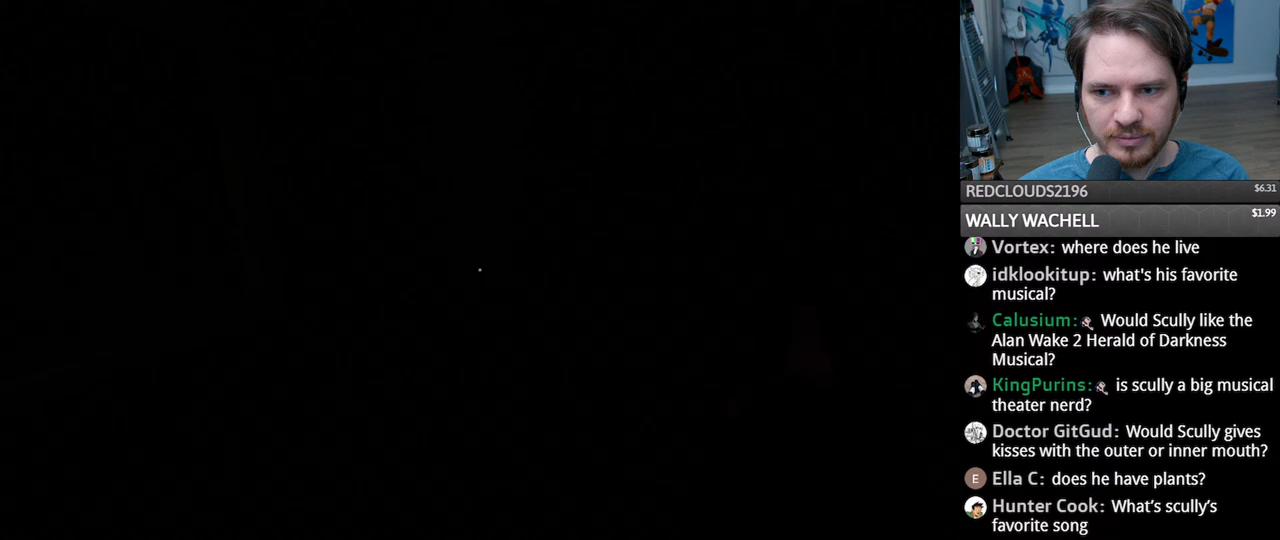 REDCLOUDS2196 $6.31
WALLY WACHELL $1.99
Vortex: where does he live
idklookitup: what's his favorite
musical?
Calusium: Would Scully like the
Alan Wake 2 Herald of Darkness
Musical?
KingPurins: is scully a big musical
theater nerd?
Doctor GitGud: Would Scully gives
kisses with the outer or inner mouth?
E Ella C: does he have plants?
Hunter Cook: What’s scully’s
favorite song